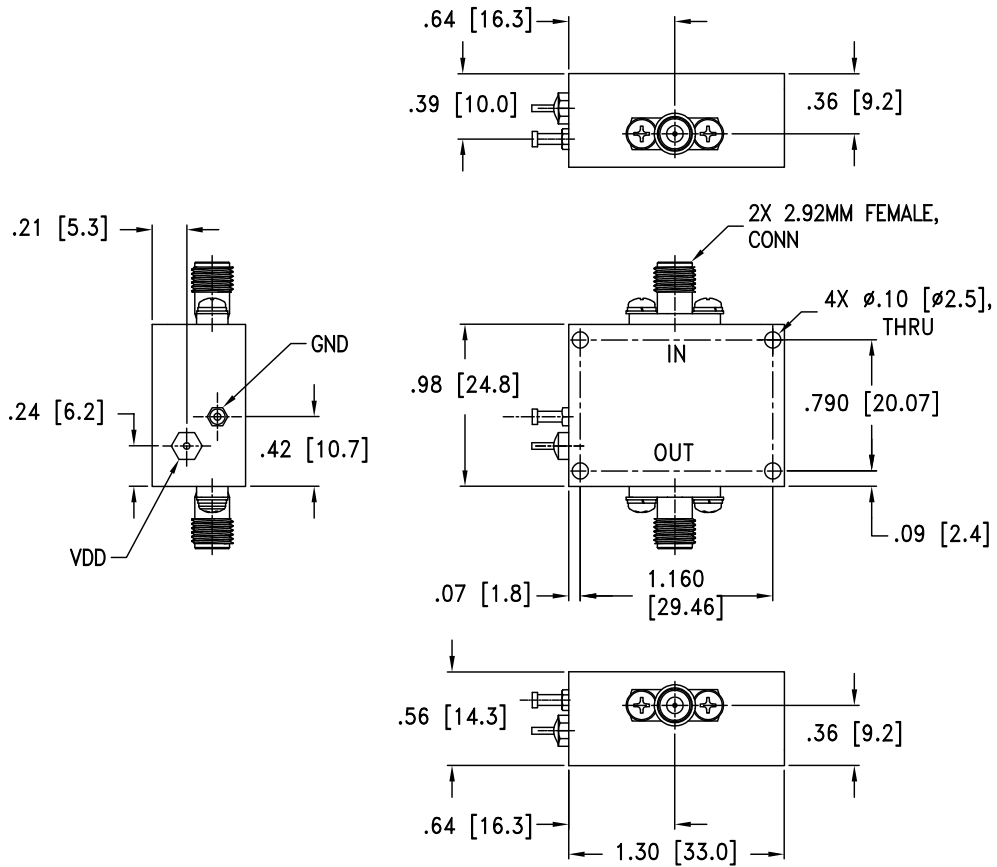 .64 [16.3]
.39 [10.0]
.36 [9.2]
.21 [5.3]
2X 2.92MM FEMALE,
CONN
4X ø.10 [ø2.5],
THRU
GND
IN
.98 [24.8]
.790 [20.07]
.24 [6.2]
.42 [10.7]
OUT
VDD
.09 [2.4]
.07 [1.8]
1.160
[29.46]
.56 [14.3]
.36 [9.2]
.64 [16.3]
1.30 [33.0]